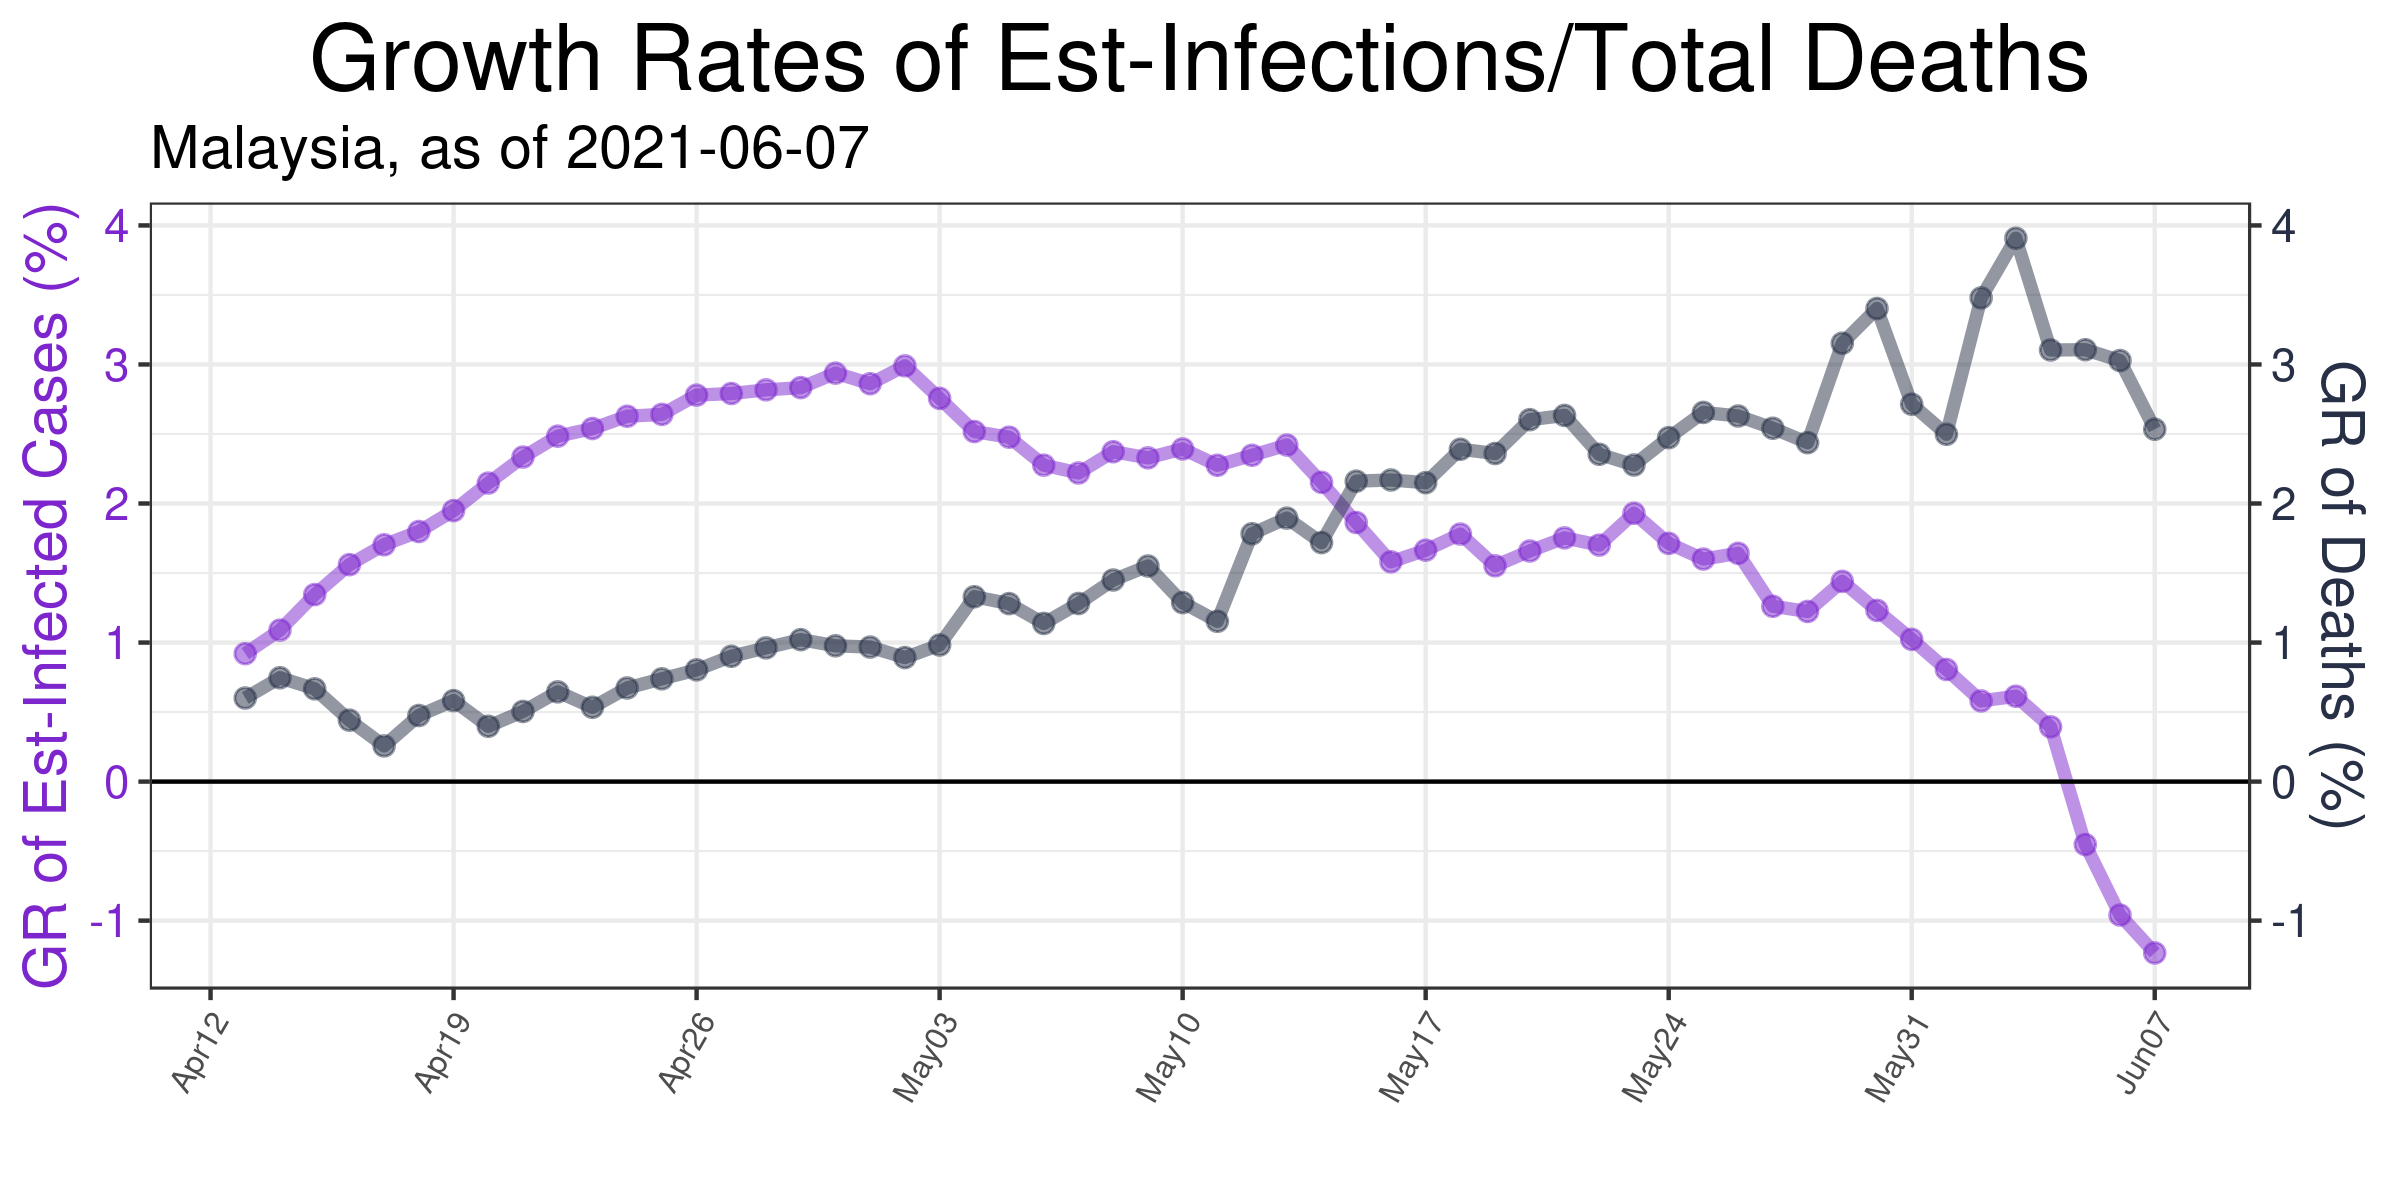 Growth Rates of Est-Infections/Total Deaths
Malaysia, as of 2021-06-07
GR of Est-Infected Cases (%)
4
3
2
1
0
-1
4
3
2
1
0
-1
GR of Deaths (%)
Apr12
Apr19
Apr26
May03
May10
May17
May24
May31
Jun07